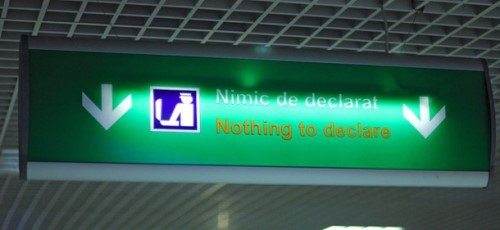 Nimic de declarat
Nothing to declare